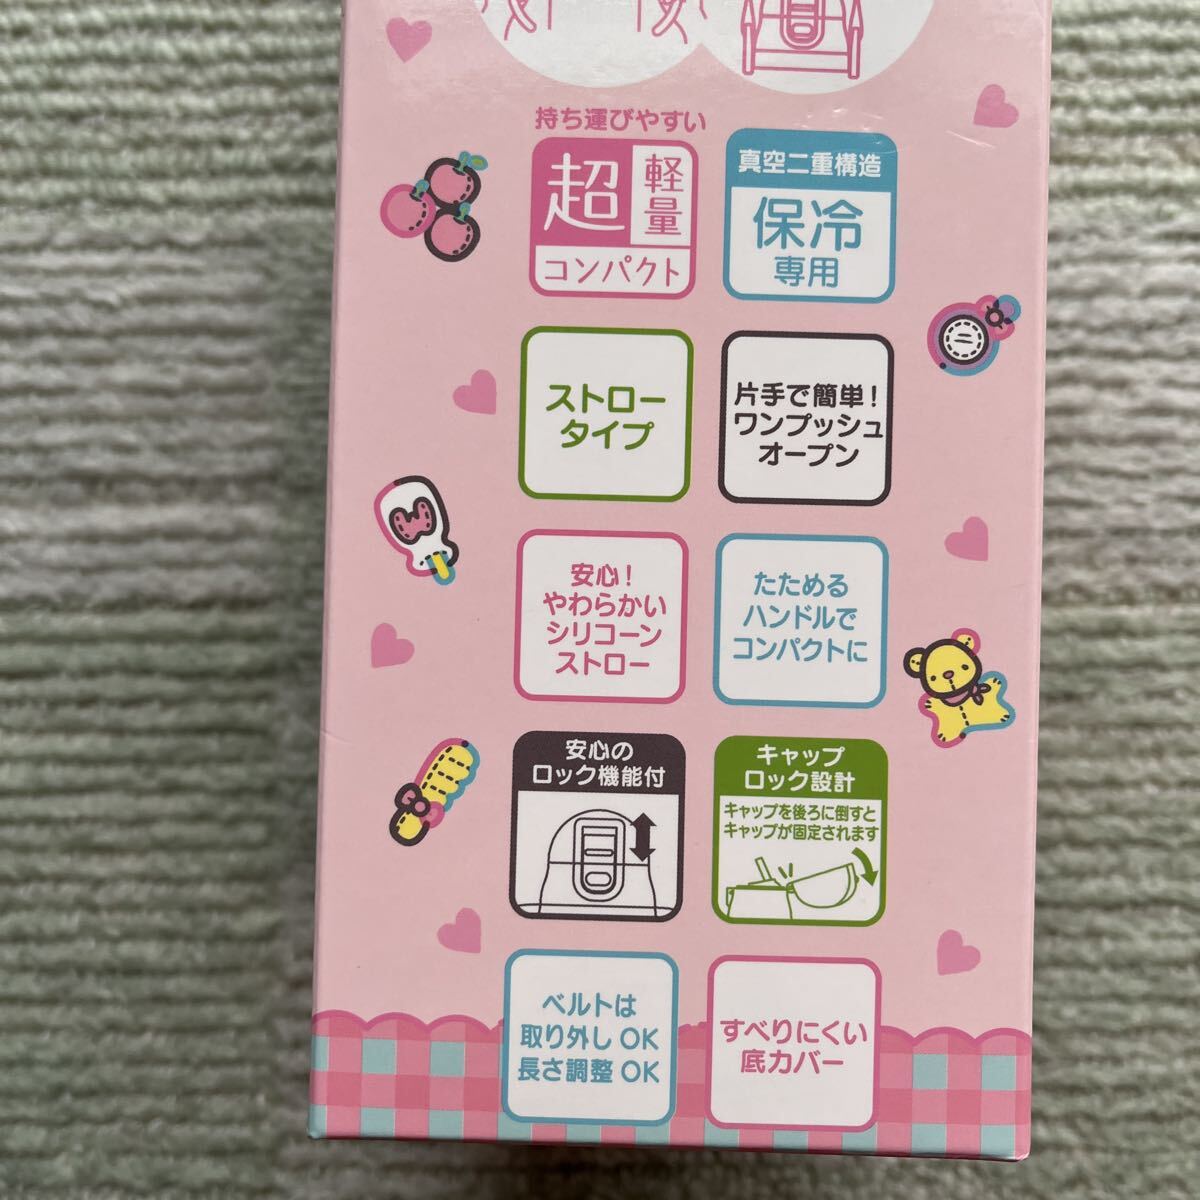 持ち運びやすい
超
軽量
コンパクト
真空二重構造
保冷
専用
ストロー
タイプ
片手で簡単！
ワンプッシュ
オープン
安心！
やわらかい
シリコーン
ストロー
たためる
ハンドルで
コンパクトに
安心の
ロック機能付
キャップ
ロック設計
キャップを後ろに倒すと
キャップが固定されます
ベルトは
取り外しOK
長さ調整OK
すべりにくい
底カバー